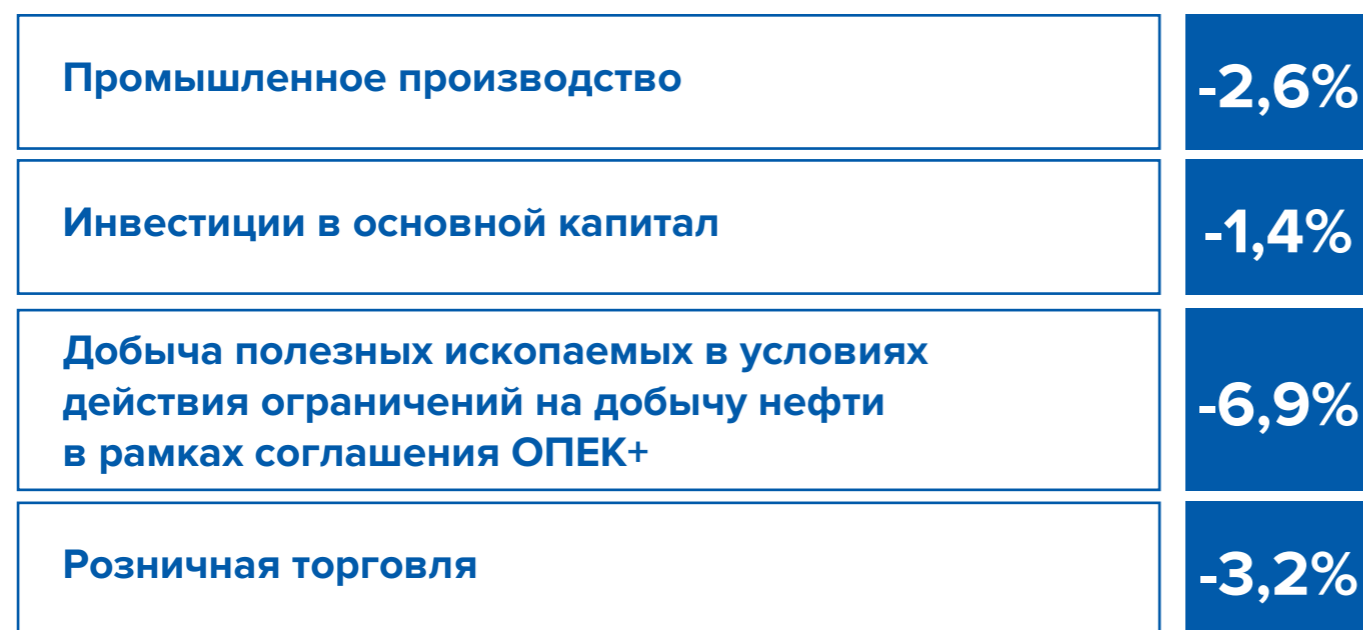 Промышленное производство
-2,6%
Инвестиции в основной капитал
-1,4%
Добыча полезных ископаемых в условиях
действия ограничений на добычу нефти
в рамках соглашения ОПЕК+
-6,9%
Розничная торговля
-3,2%